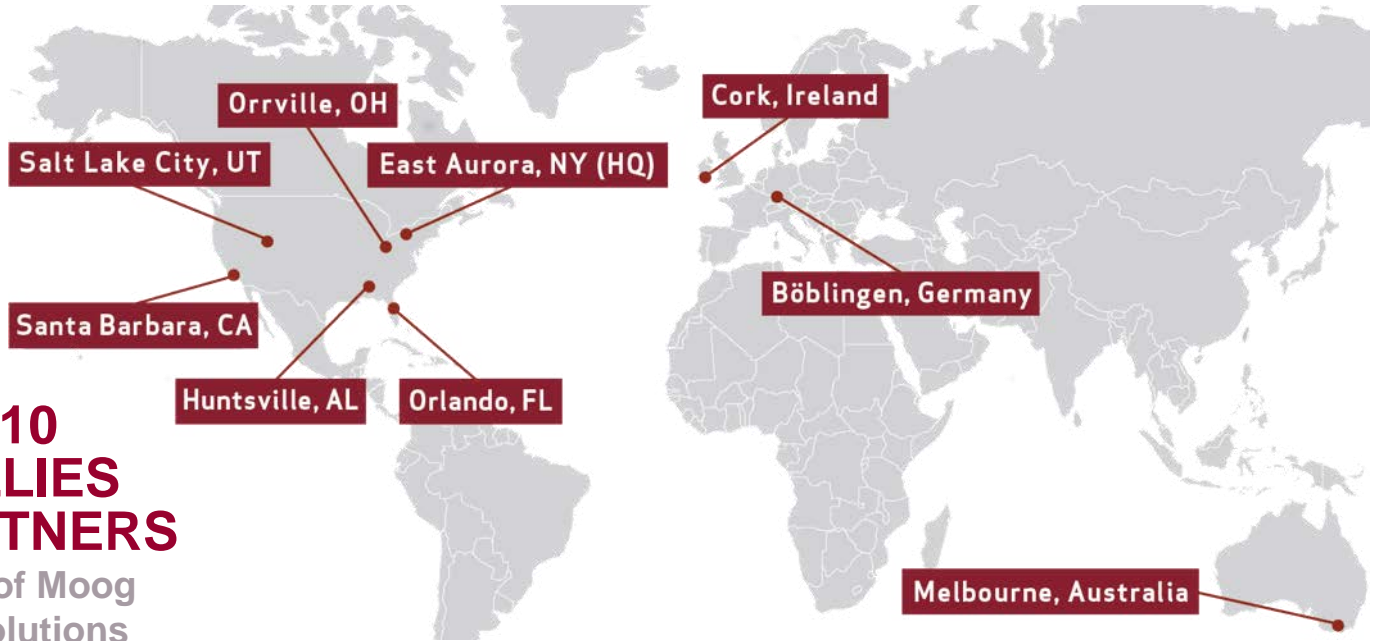 Orrville, OH
Cork, Ireland
Salt Lake City, UT
East Aurora, NY (HQ)
Böblingen, Germany
Santa Barbara, CA
Huntsville, AL
Orlando, FL
10
LIES
TNERS
of Moog
olutions
Melbourne, Australia